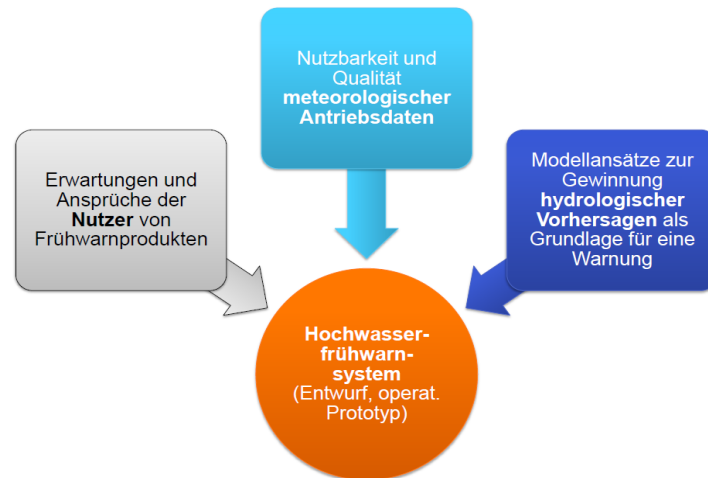 Nutzbarkeit und
Qualität
meteorologischer
Antriebsdaten
Erwartungen und
Ansprüche der
Nutzer von
Frühwarnprodukten
Modellansätze zur
Gewinnung
hydrologischer
Vorhersagen als
Grundlage für eine
Warnung
Hochwasser-
frühwarn-
system
(Entwurf, operat.
Prototyp)